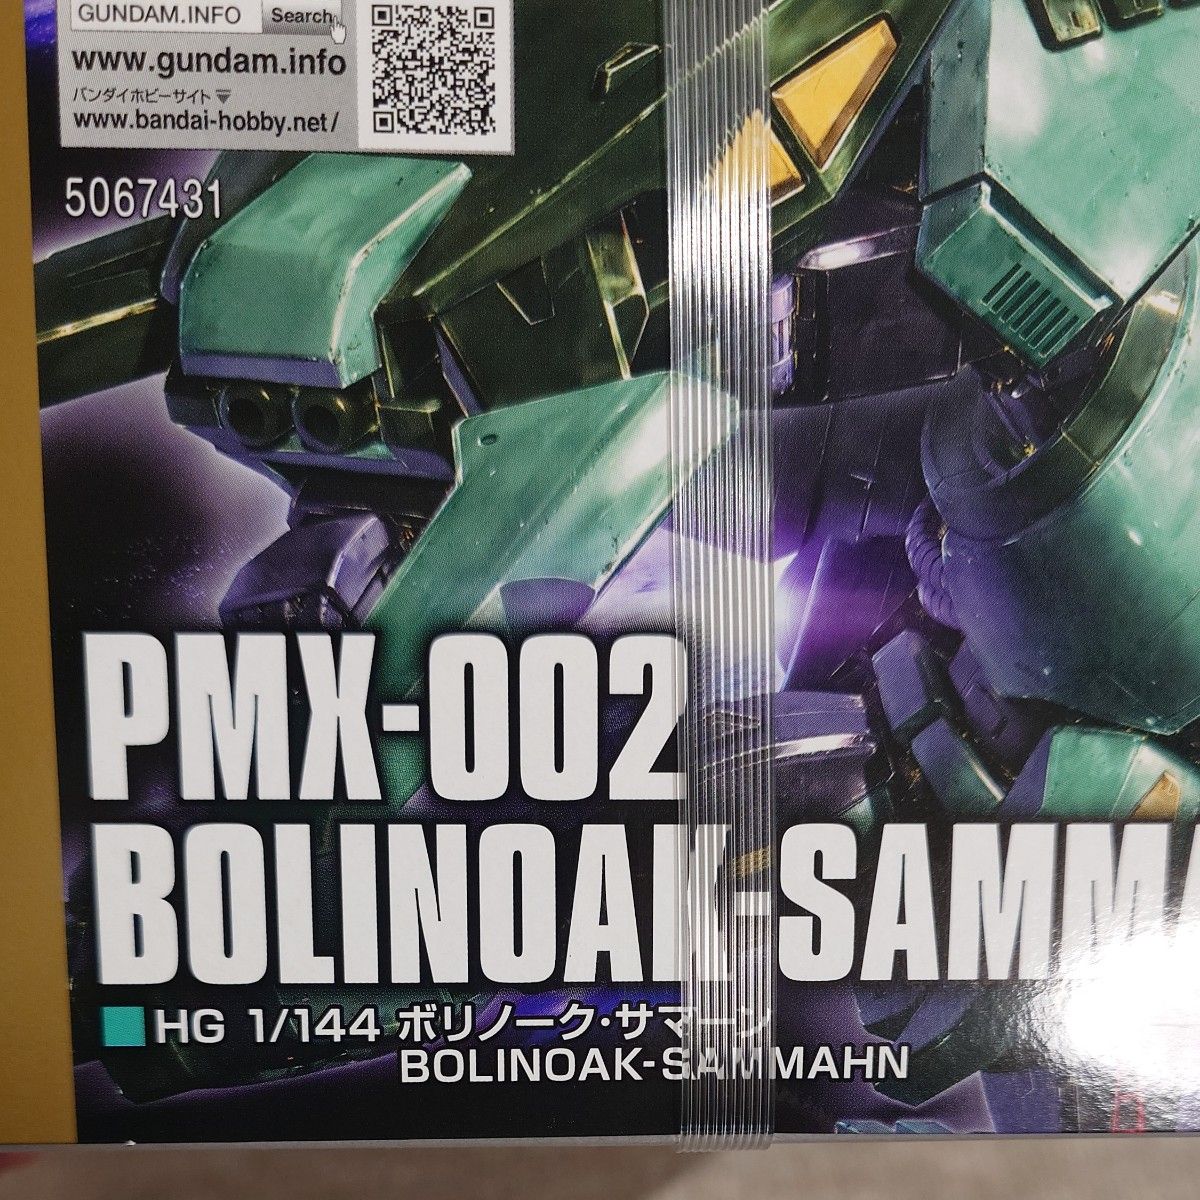 GUNDAM.INFO Search
www.gundam.info
バンダイホビーサイト▼
www.bandai-hobby.net/
5067431
PMX-002
BOLINOAK-SAMMA
HG 1/144 ボリノーク・サマーン
BOLINOAK-SAMMAHN